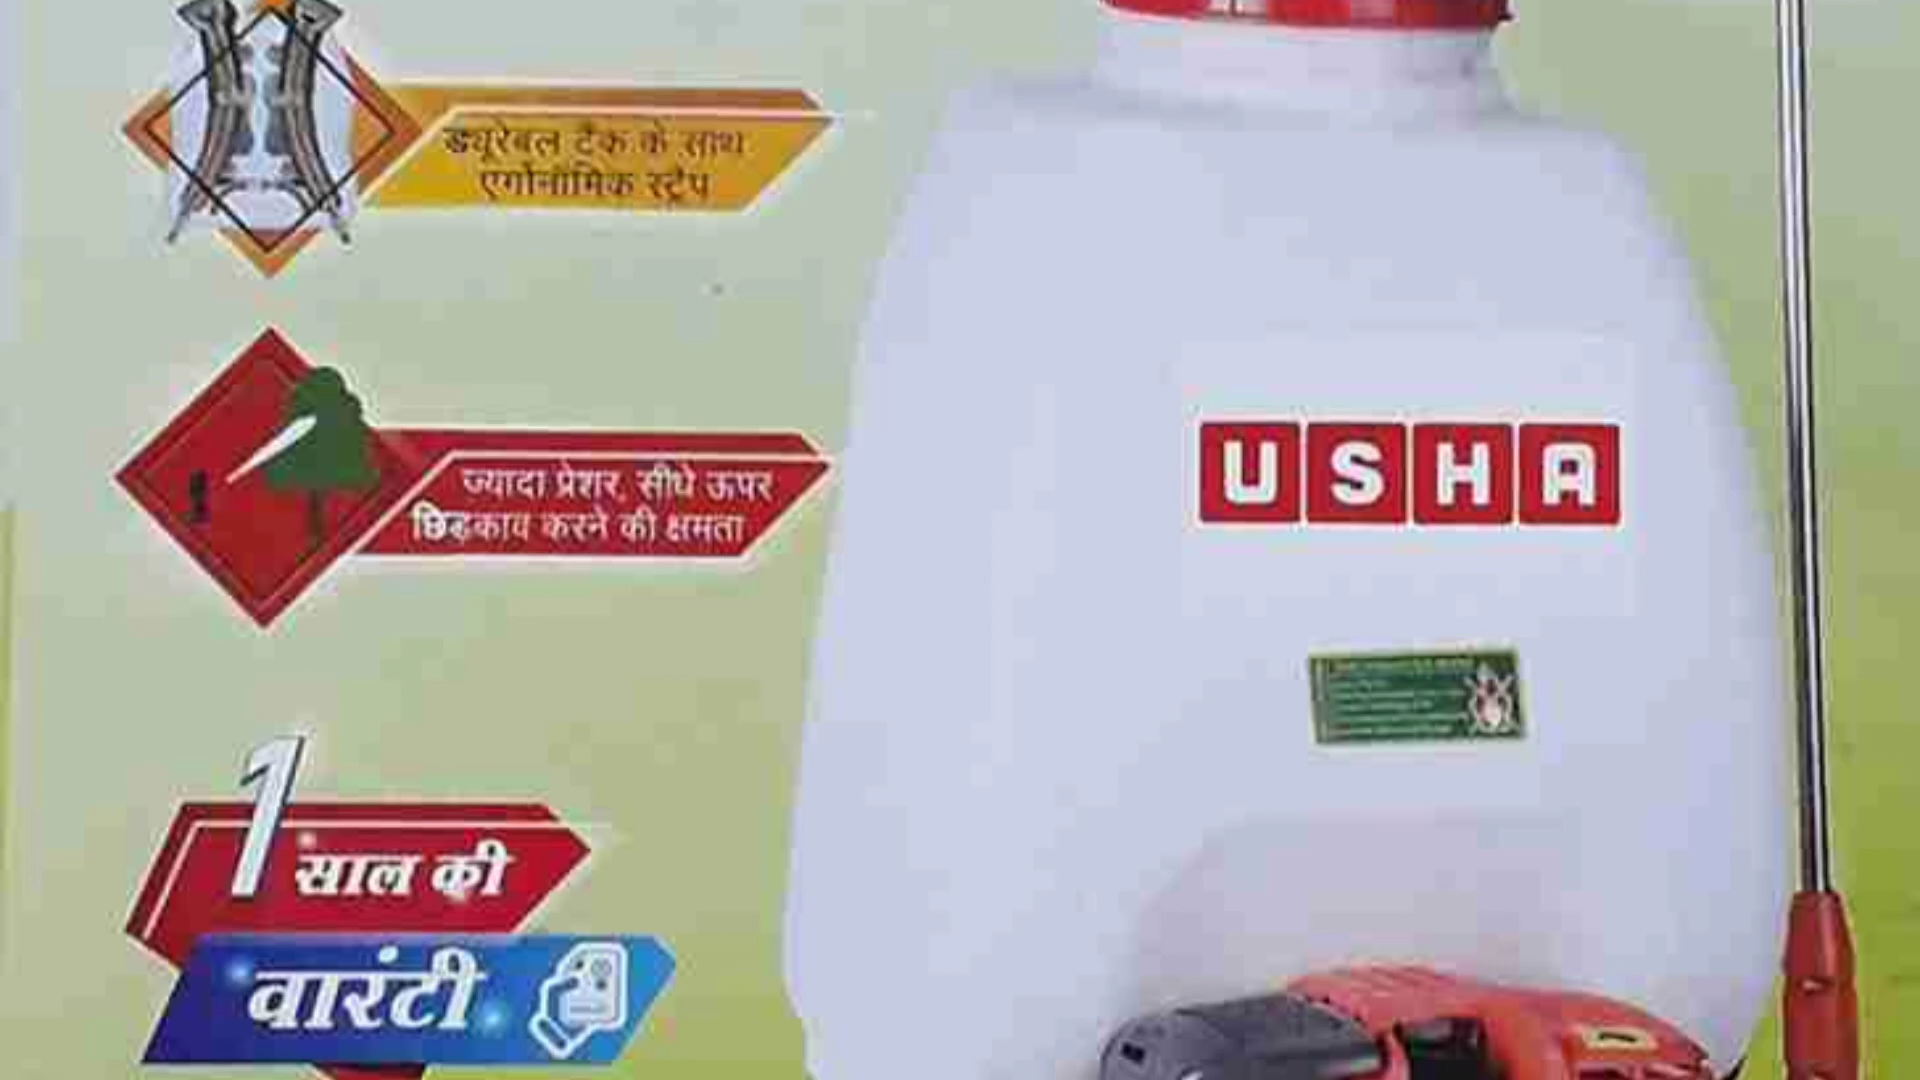 ड्यूरेबल टैंक के साथ
एर्गोनॉमिक स्ट्रैप
ज्यादा प्रेशर, सीधे ऊपर
छिड़काव करने की क्षमता
USHA
1 साल की
वारंटी